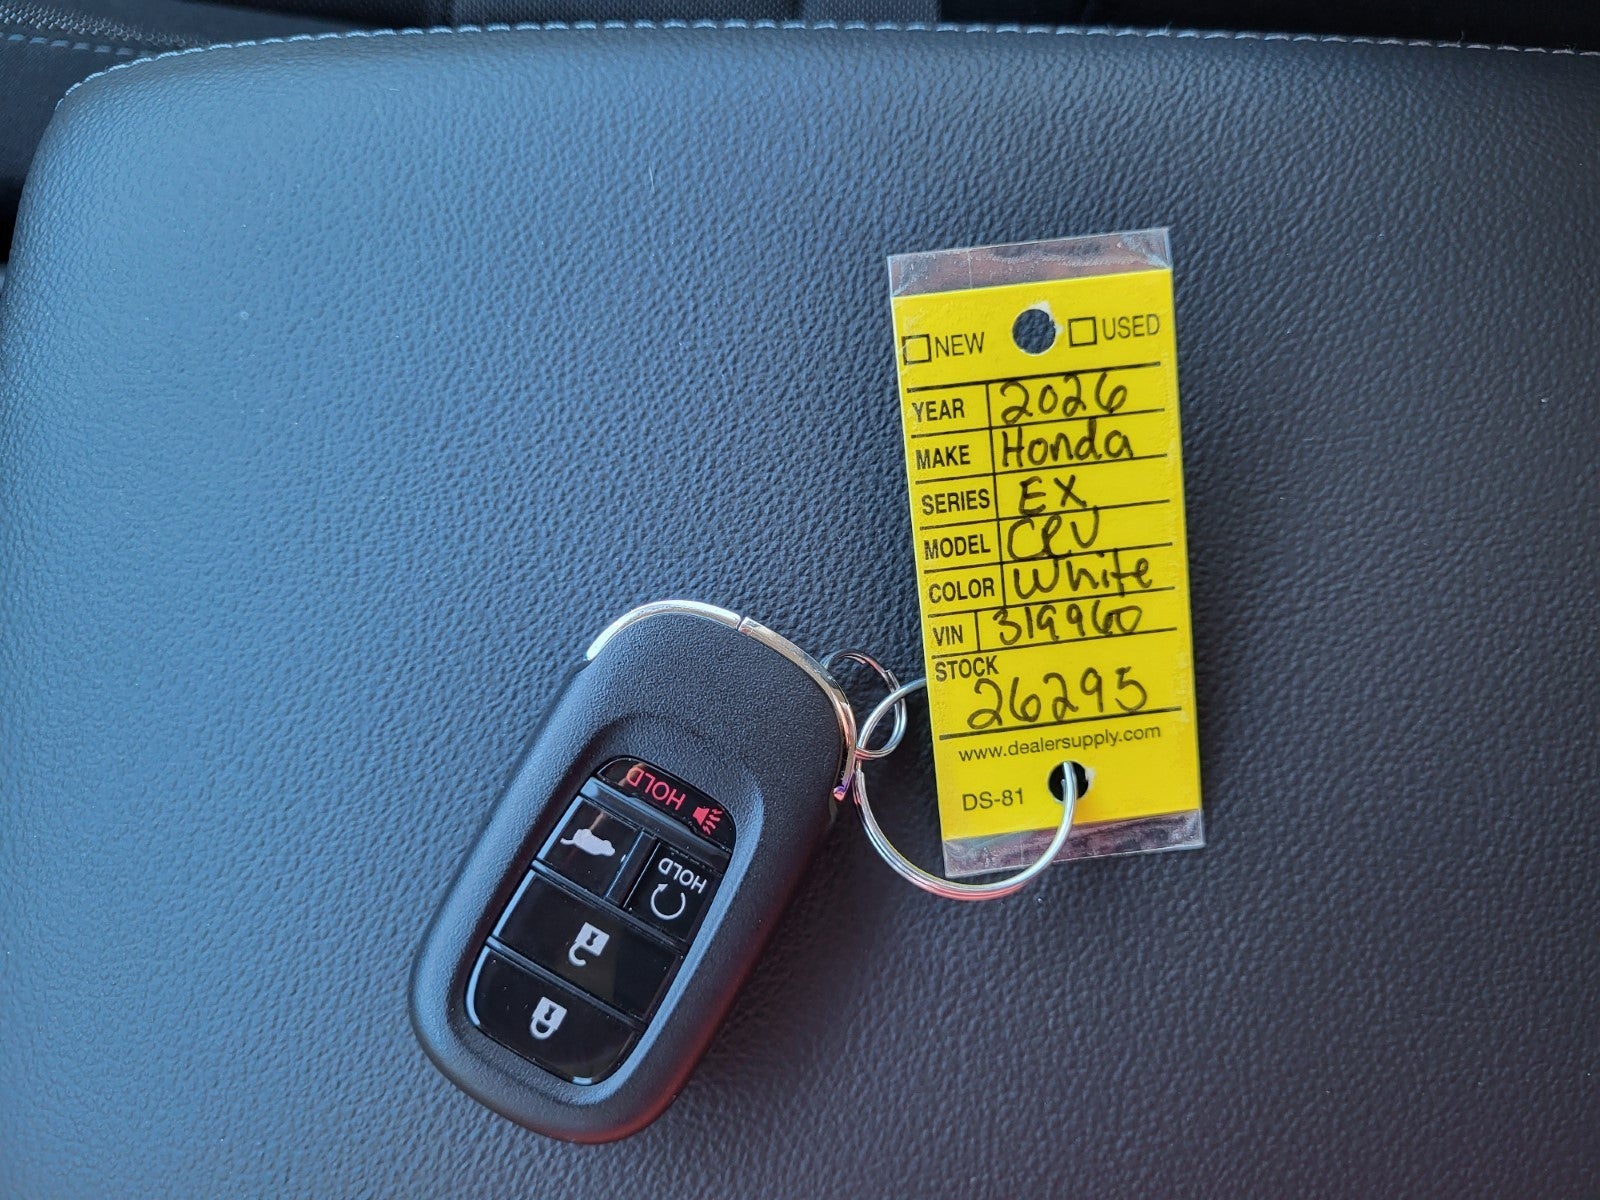 NEW USED
YEAR 2026
MAKE Honda
SERIES EX
MODEL CRV
COLOR White
VIN 319960
STOCK
26295
www.dealersupply.com
DS-81
HOLD
HOLD